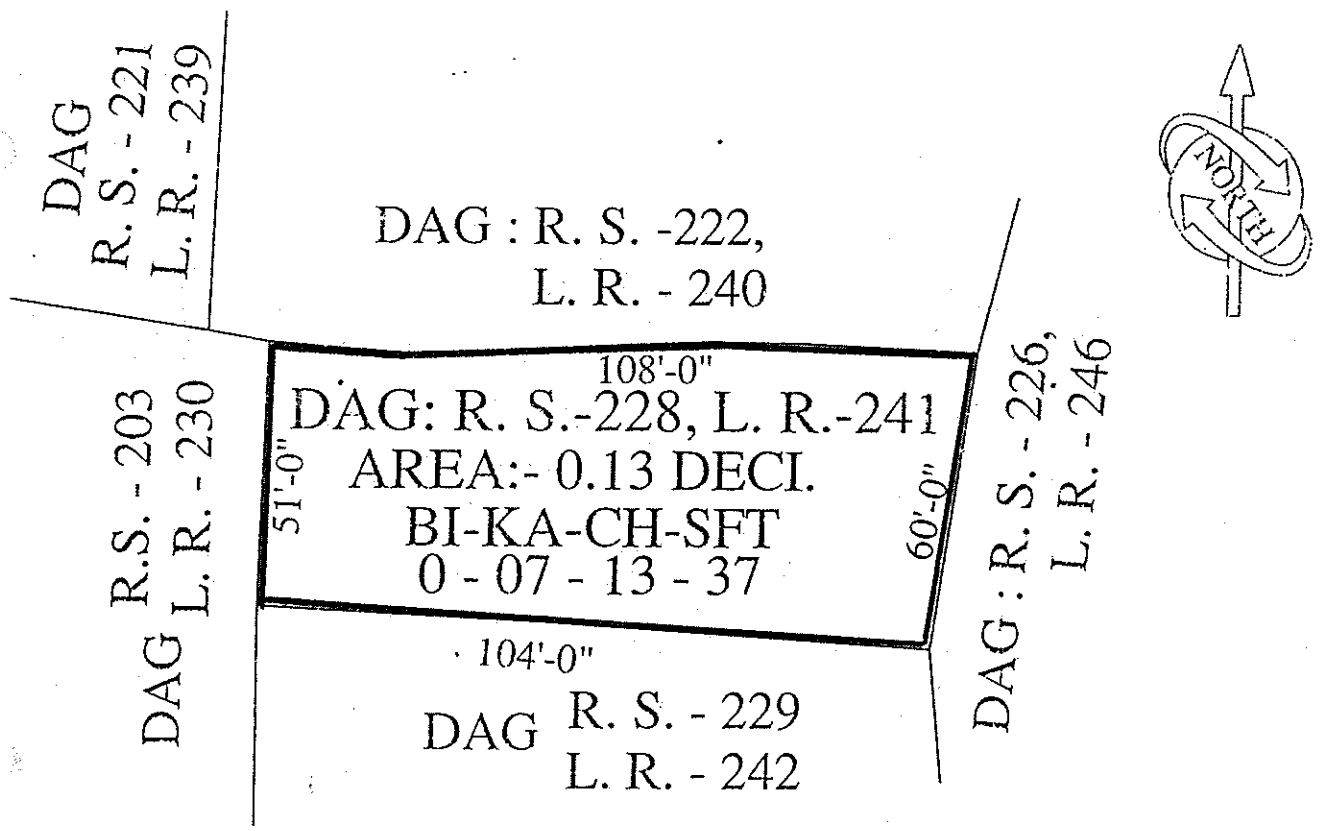 DAG
R. S. - 221
L. R. - 239
NORTH
DAG : R. S. -222,
L. R. - 240
108'-0"
DAG: R. S.-228, L. R.-241
AREA:- 0.13 DECI.
BI-KA-CH-SFT
0 - 07 - 13 - 37
51'-0"
60'-0"
104'-0"
DAG R.S. - 203
L. R. - 230
DAG : R. S. - 226,
L. R. - 246
DAG R. S. - 229
L. R. - 242